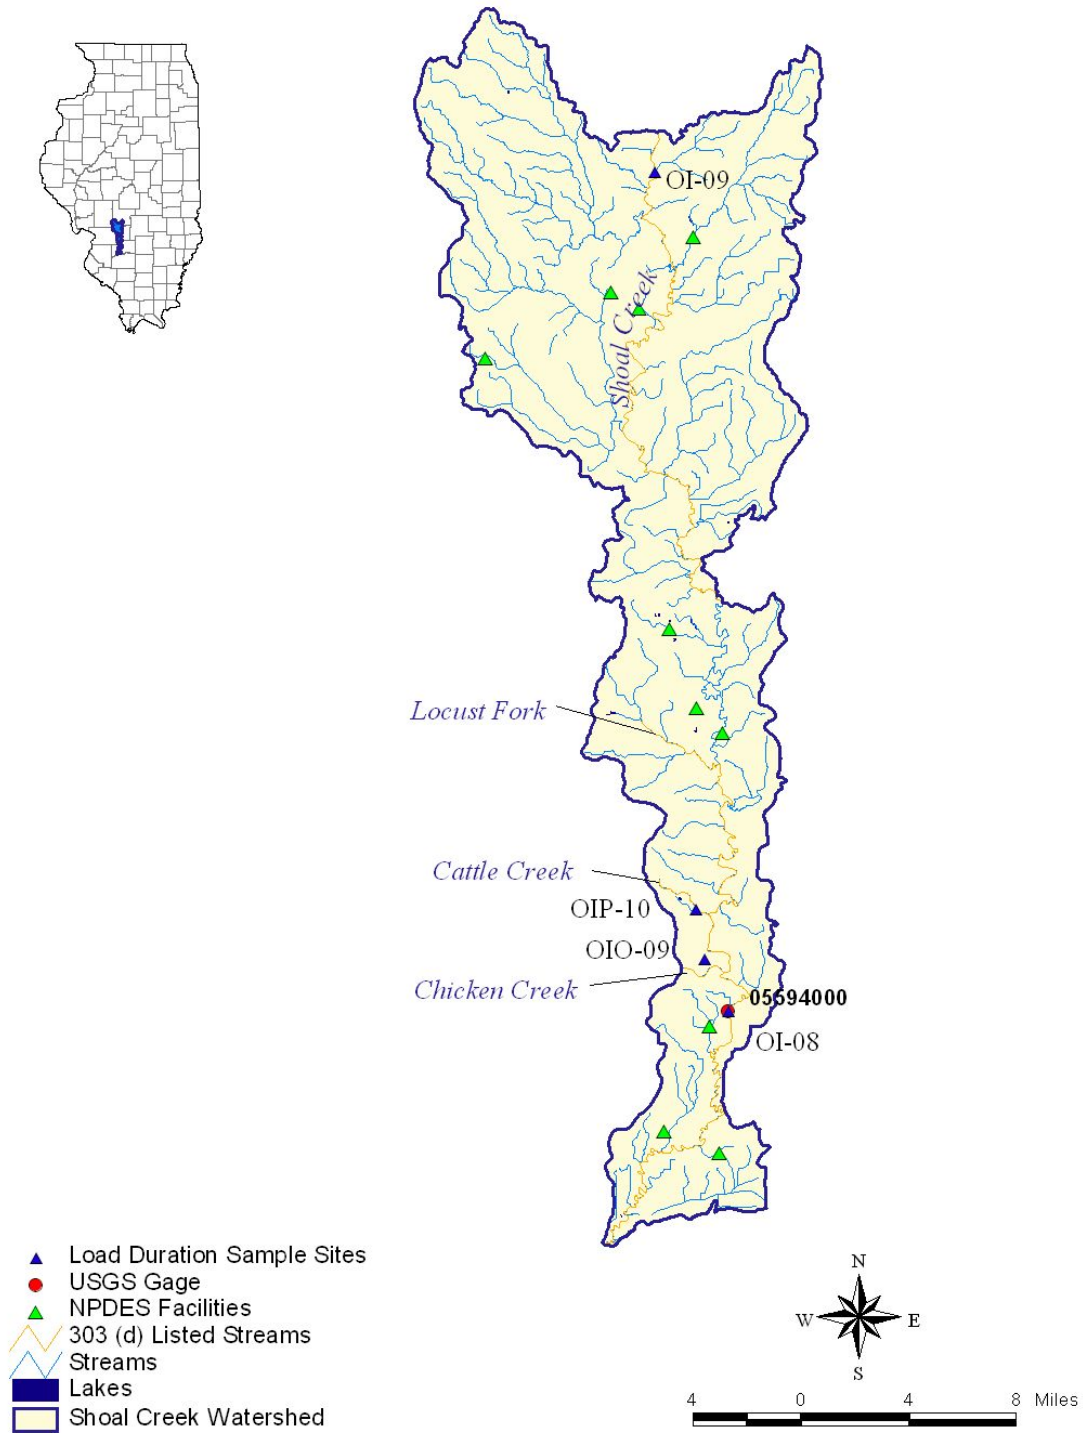 OI-09
Shoal Creek
Locust Fork
Cattle Creek
OIP-10
OIO-09
Chicken Creek
05594000
OI-08
Load Duration Sample Sites
USGS Gage
NPDES Facilities
303 (d) Listed Streams
Streams
Lakes
Shoal Creek Watershed
N
W E
S
4 0 4 8 Miles